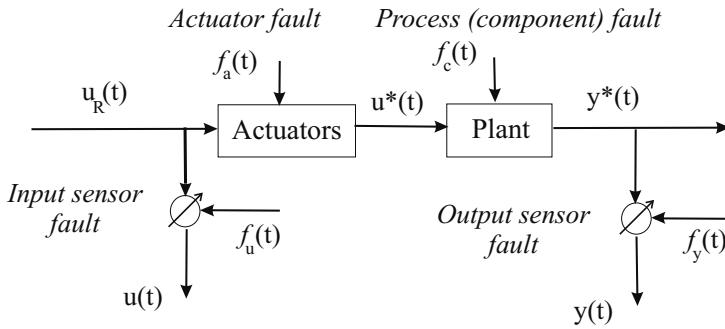 Actuator fault
Process (component) fault
f_a(t)
f_c(t)
u_R(t)
u*(t)
y*(t)
Actuators
Plant
Input sensor
fault
Output sensor
fault
f_u(t)
f_y(t)
u(t)
y(t)